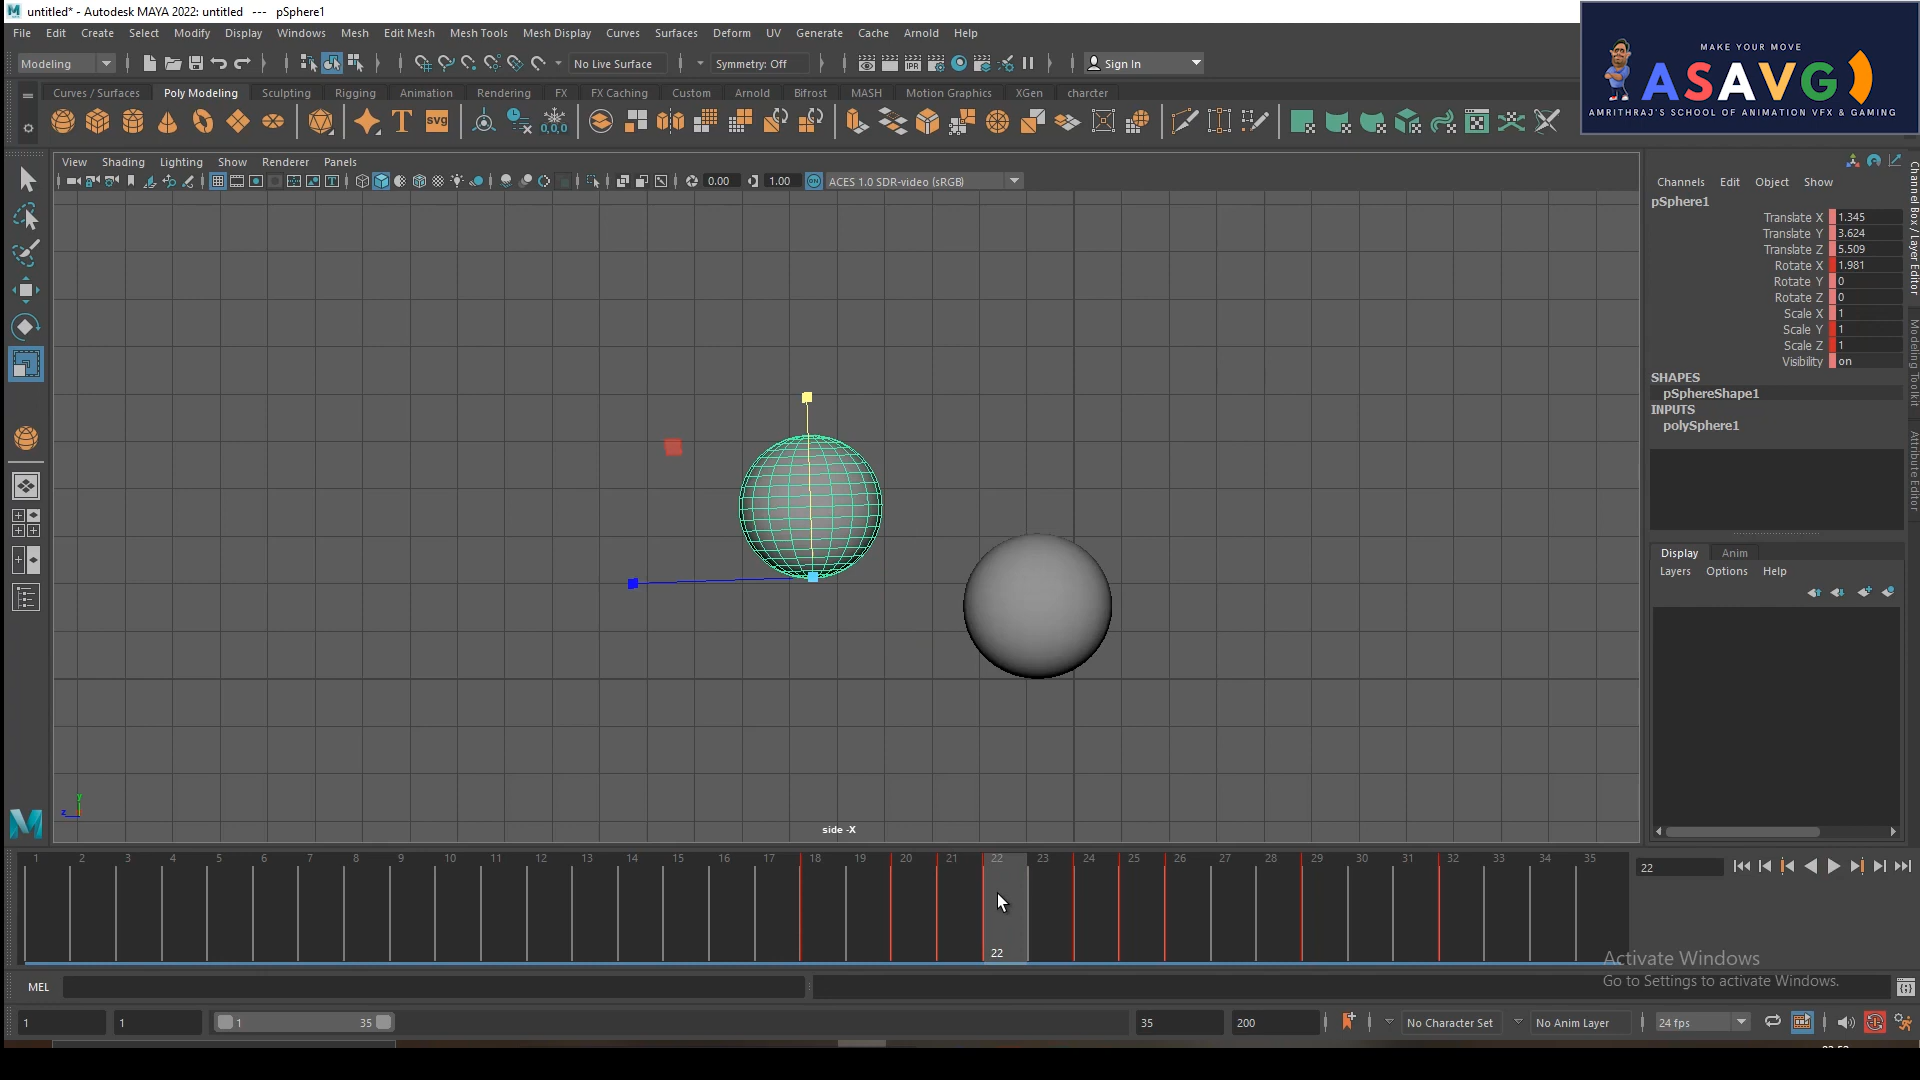 untitled* - Autodesk MAYA 2022: untitled --- pSphere1
File Edit Create Select Modify Display Windows Mesh Edit Mesh Mesh Tools Mesh Display Curves Surfaces Deform UV Generate Cache Arnold Help
Modeling No Live Surface Symmetry: Off Sign In
Curves / Surfaces Poly Modeling Sculpting Rigging Animation Rendering FX FX Caching Custom Arnold Bifrost MASH Motion Graphics XGen charcter
MAKE YOUR MOVE
ASAVG
AMRITHRAJ'S SCHOOL OF ANIMATION VFX & GAMING
View Shading Lighting Show Renderer Panels
0.00 1.00 ACES 1.0 SDR-video (sRGB)
Channels Edit Object Show
pSphere1
Translate X 1.345
Translate Y 3.624
Translate Z 5.509
Rotate X 1.981
Rotate Y 0
Rotate Z 0
Scale X 1
Scale Y 1
Scale Z 1
Visibility on
SHAPES
pSphereShape1
INPUTS
polySphere1
Channel Box / Layer Editor
Modeling Toolkit
Attribute Editor
Display Anim
Layers Options Help
y
z
side -X
1 2 3 4 5 6 7 8 9 10 11 12 13 14 15 16 17 18 19 20 21 22 23 24 25 26 27 28 29 30 31 32 33 34 35
22
22
Activate Windows
Go to Settings to activate Windows.
MEL
1 1 1 35 35 200 No Character Set No Anim Layer 24 fps